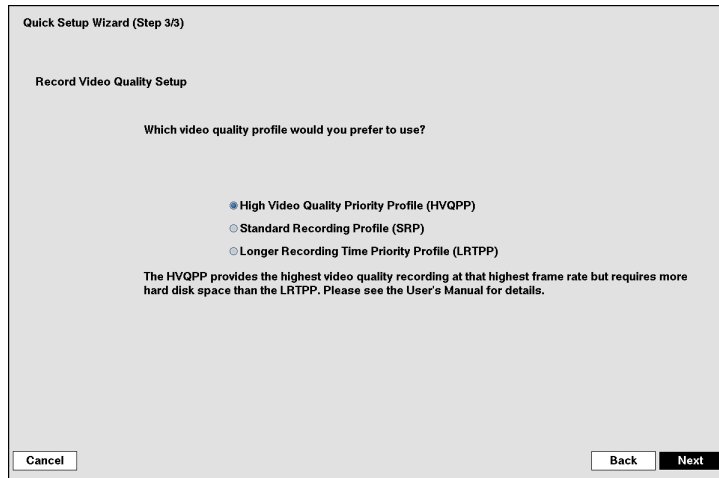 Quick Setup Wizard (Step 3/3)
Record Video Quality Setup
Which video quality profile would you prefer to use?
High Video Quality Priority Profile (HVQPP)
Standard Recording Profile (SRP)
Longer Recording Time Priority Profile (LRTPP)
The HVQPP provides the highest video quality recording at that highest frame rate but requires more
hard disk space than the LRTPP. Please see the User's Manual for details.
Cancel
Back
Next